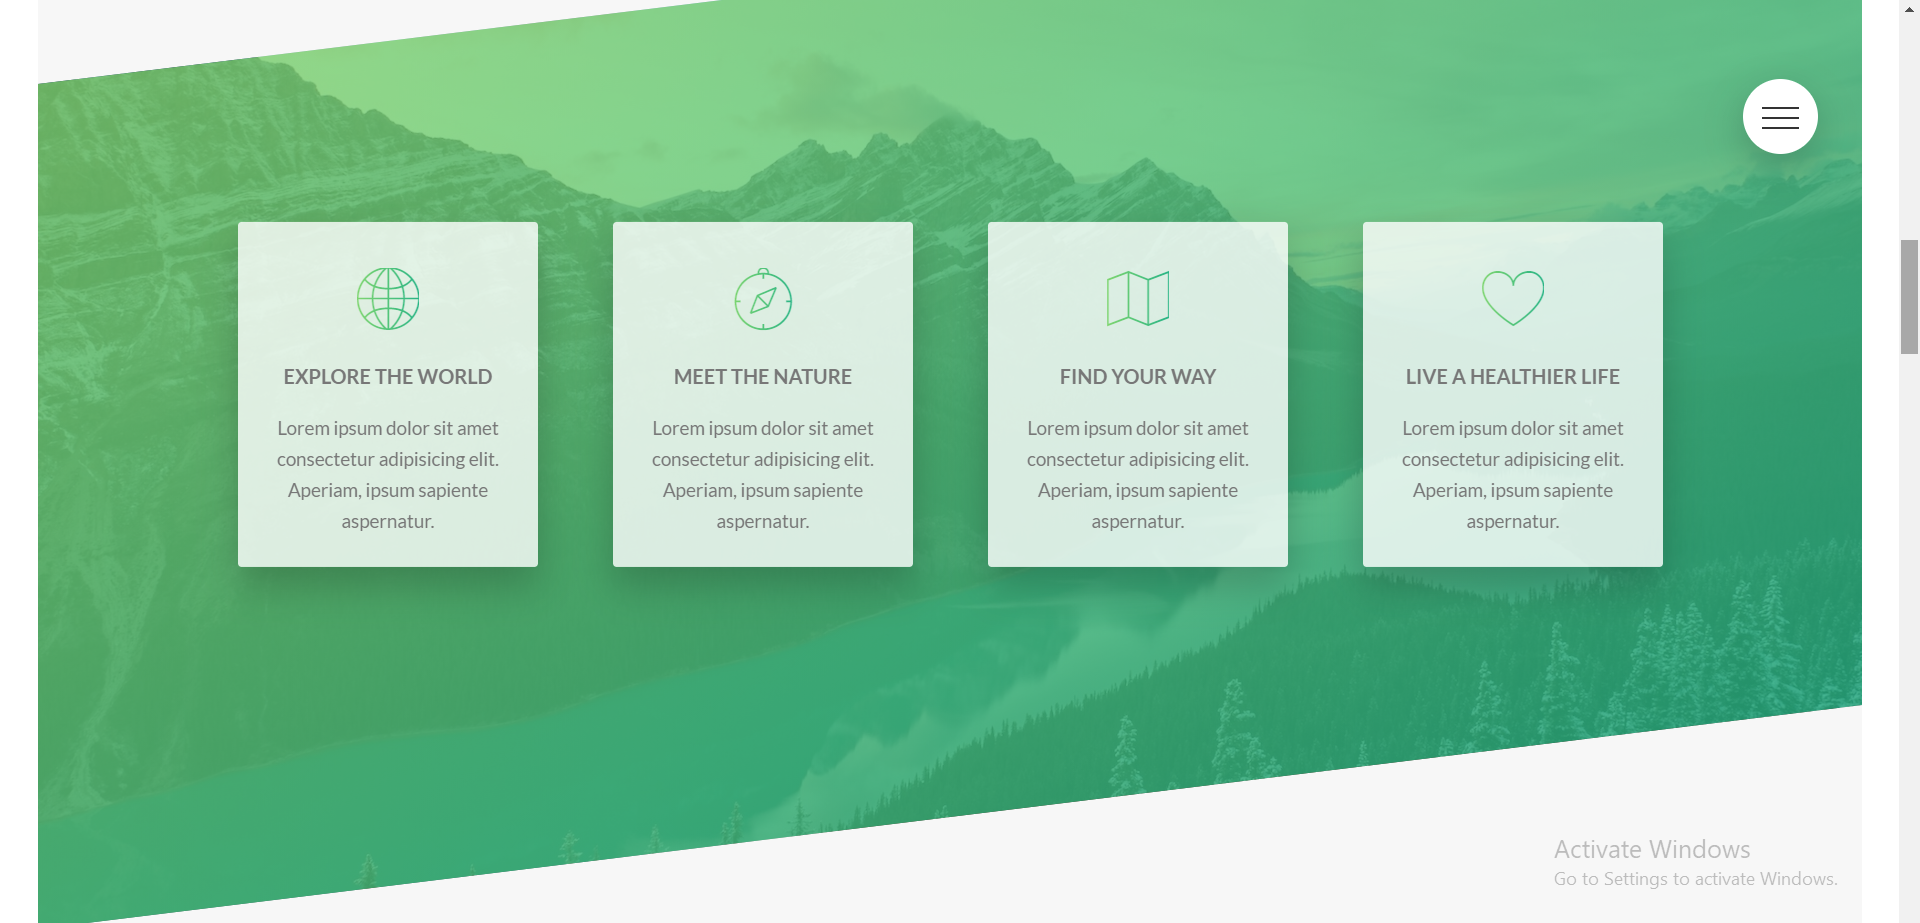 EXPLORE THE WORLD
Lorem ipsum dolor sit amet
consectetur adipisicing elit.
Aperiam, ipsum sapiente
aspernatur.
MEET THE NATURE
Lorem ipsum dolor sit amet
consectetur adipisicing elit.
Aperiam, ipsum sapiente
aspernatur.
FIND YOUR WAY
Lorem ipsum dolor sit amet
consectetur adipisicing elit.
Aperiam, ipsum sapiente
aspernatur.
LIVE A HEALTHIER LIFE
Lorem ipsum dolor sit amet
consectetur adipisicing elit.
Aperiam, ipsum sapiente
aspernatur.
Activate Windows
Go to Settings to activate Windows.